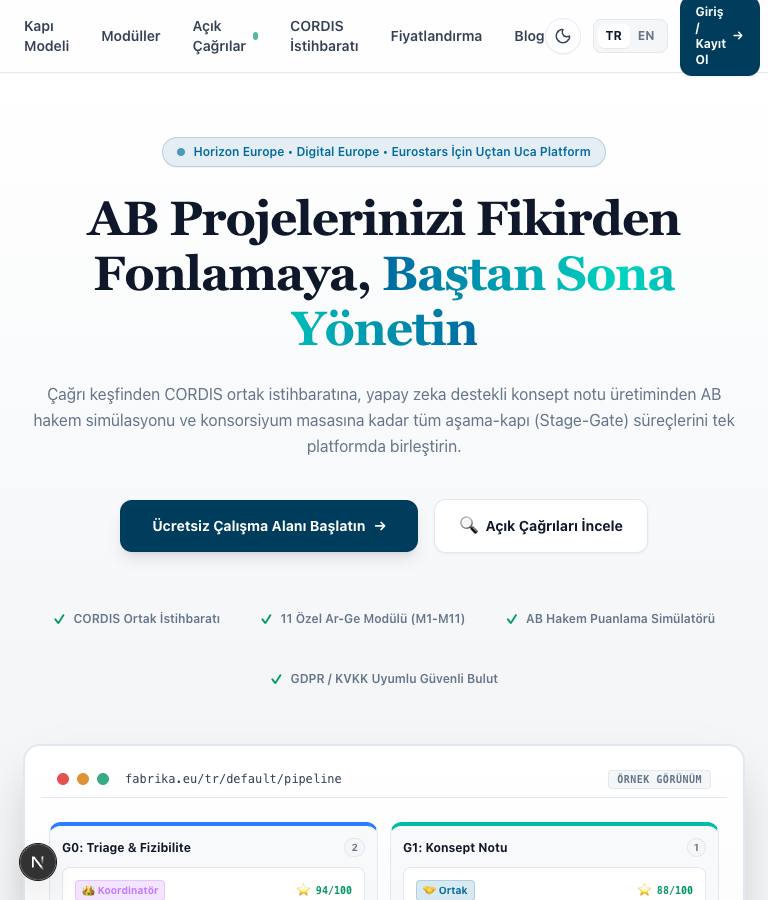 Kapı Modeli
Modüller
Açık Çağrılar
CORDIS İstihbaratı
Fiyatlandırma
Blog
TR EN
Giriş / Kayıt Ol →
Horizon Europe • Digital Europe • Eurostars İçin Uçtan Uca Platform
AB Projelerinizi Fikirden
Fonlamaya, Baştan Sona
Yönetin
Çağrı keşfinden CORDIS ortak istihbaratına, yapay zeka destekli konsept notu üretiminden AB
hakem simülasyonu ve konsorsiyum masasına kadar tüm aşama-kapı (Stage-Gate) süreçlerini tek
platformda birleştirin.
Ücretsiz Çalışma Alanı Başlatın →
Açık Çağrıları İncele
CORDIS Ortak İstihbaratı
11 Özel Ar-Ge Modülü (M1-M11)
AB Hakem Puanlama Simülatörü
GDPR / KVKK Uyumlu Güvenli Bulut
fabrika.eu/tr/default/pipeline
ÖRNEK GÖRÜNÜM
G0: Triage & Fizibilite 2
G1: Konsept Notu 1
Koordinatör 94/100
Ortak 88/100
N